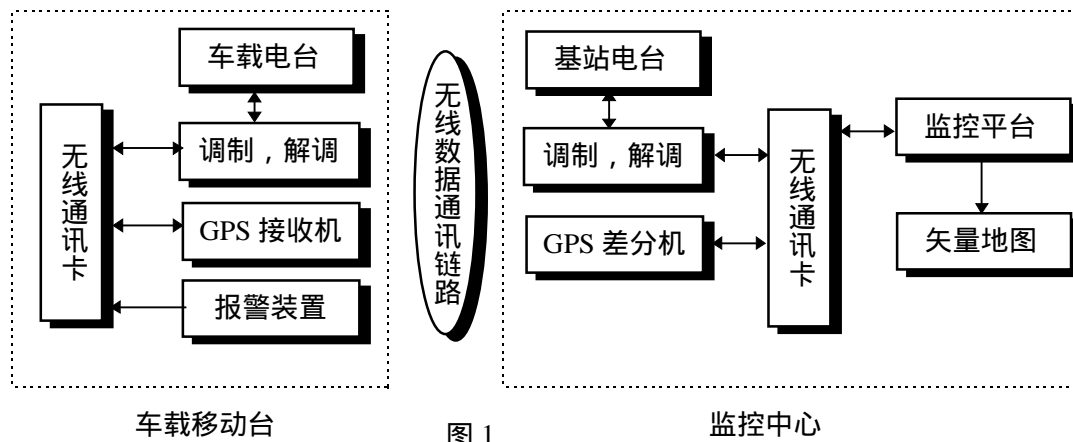 车载电台
调制，解调
无线通讯卡
GPS 接收机
报警装置
车载移动台
无线数据通讯链路
基站电台
调制，解调
GPS 差分机
无线通讯卡
监控平台
矢量地图
监控中心
图 1